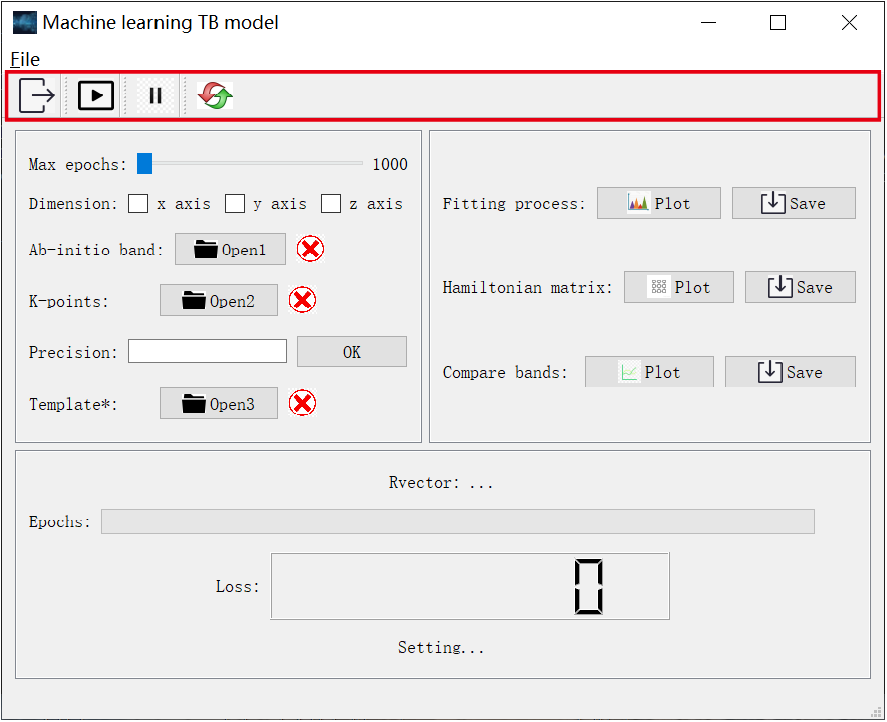 Machine learning TB model
File
Max epochs: 1000
Dimension: x axis y axis z axis
Ab-initio band: Open1
K-points: Open2
Precision: OK
Template*: Open3
Fitting process: Plot Save
Hamiltonian matrix: Plot Save
Compare bands: Plot Save
Rvector: ...
Epochs:
Loss: 0
Setting...